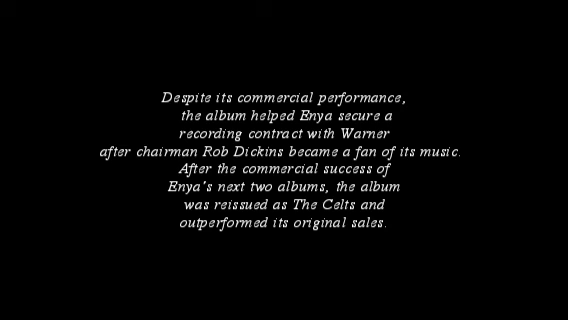 Despite its commercial performance,
the album helped Enya secure a
recording contract with Warner
after chairman Rob Dickins became a fan of its music.
After the commercial success of
Enya's next two albums, the album
was reissued as The Celts and
outperformed its original sales.